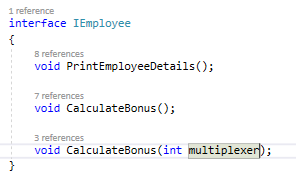 1 reference
interface IEmployee
{
8 references
void PrintEmployeeDetails();
7 references
void CalculateBonus();
3 references
void CalculateBonus(int multiplexer);
}